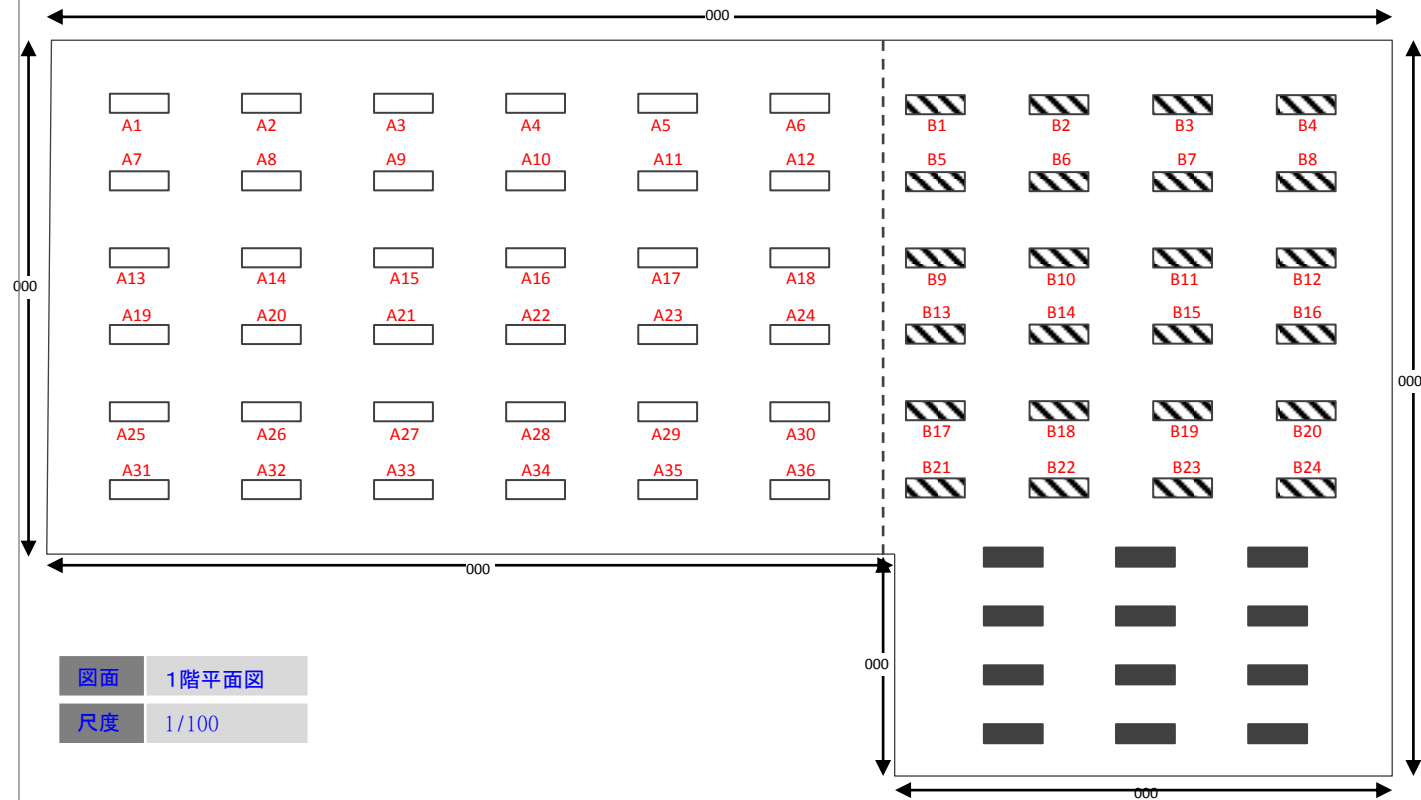 000
A1 A2 A3 A4 A5 A6 B1 B2 B3 B4
A7 A8 A9 A10 A11 A12 B5 B6 B7 B8
A13 A14 A15 A16 A17 A18 B9 B10 B11 B12
000
A19 A20 A21 A22 A23 A24 B13 B14 B15 B16
000
A25 A26 A27 A28 A29 A30 B17 B18 B19 B20
A31 A32 A33 A34 A35 A36 B21 B22 B23 B24
000
000
図面 1階平面図
尺度 1/100
000